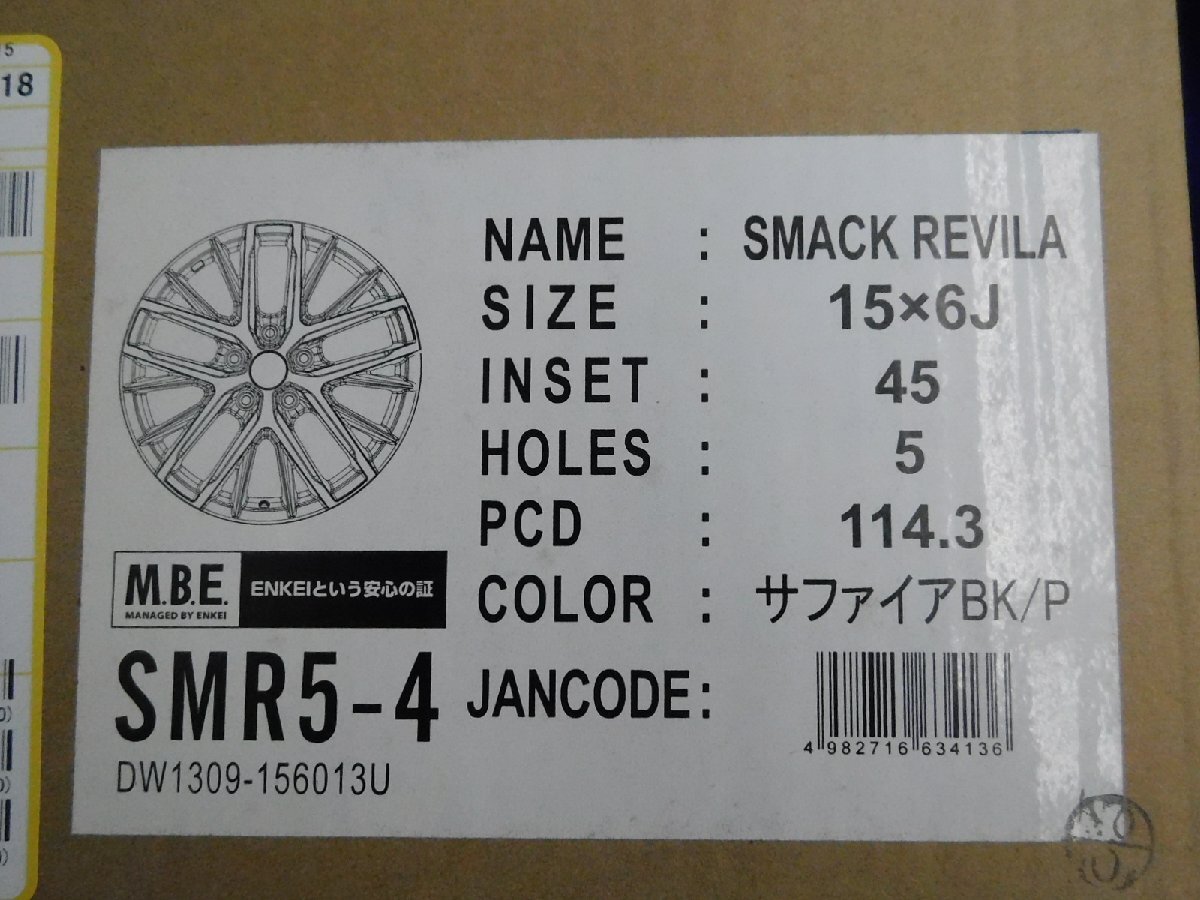 15
18
NAME : SMACK REVILA
SIZE : 15×6J
INSET : 45
HOLES : 5
PCD : 114.3
COLOR : サファイアBK/P
JANCODE :
4 982716 634136
M.B.E.
MANAGED BY ENKEI
ENKEIという安心の証
SMR5-4
DW1309-156013U